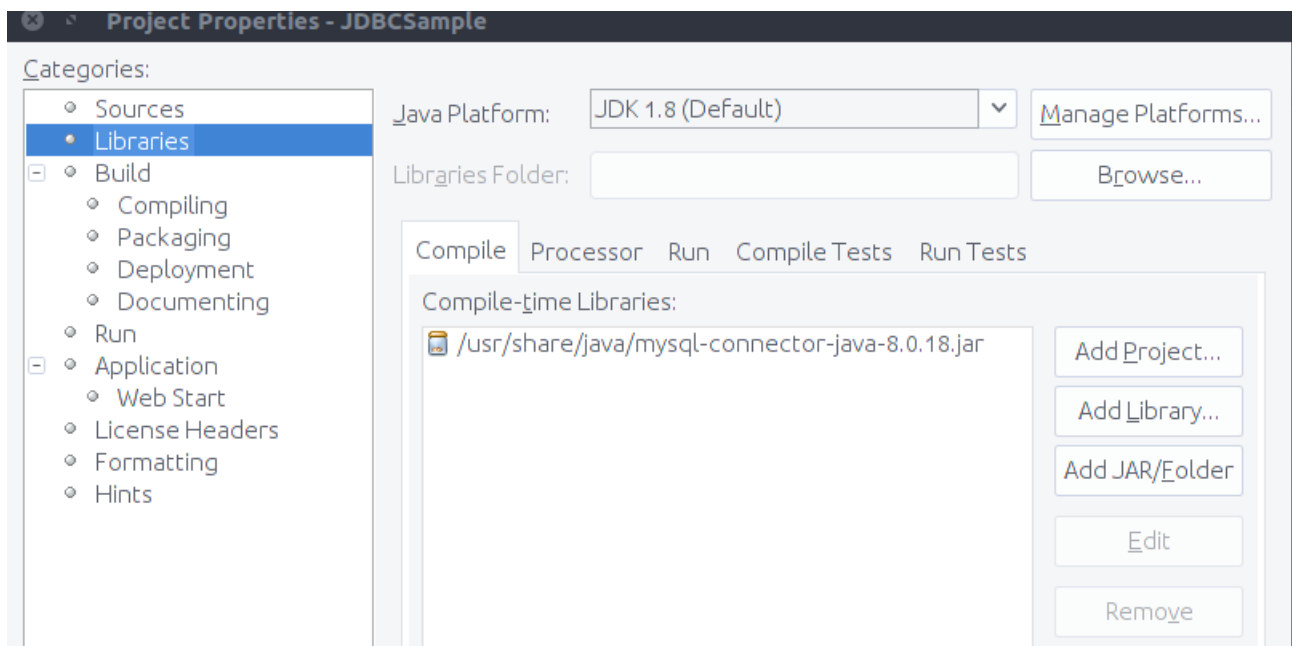 Project Properties - JDBCSample
Categories:
Sources
Libraries
Build
Compiling
Packaging
Deployment
Documenting
Run
Application
Web Start
License Headers
Formatting
Hints
Java Platform:
JDK 1.8 (Default)
Manage Platforms...
Libraries Folder:
Browse...
Compile Processor Run Compile Tests Run Tests
Compile-time Libraries:
/usr/share/java/mysql-connector-java-8.0.18.jar
Add Project...
Add Library...
Add JAR/Folder
Edit
Remove